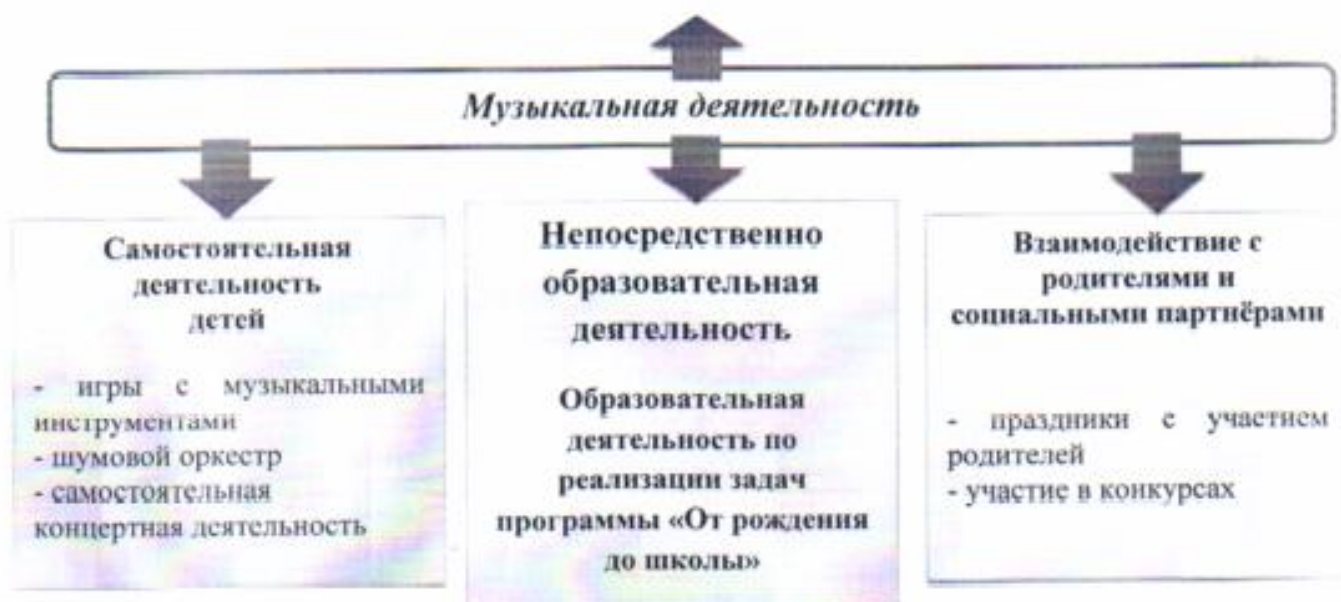 Музыкальная деятельность
Самостоятельная
деятельность
детей
- игры с музыкальными
инструментами
- шумовой оркестр
- самостоятельная
концертная деятельность
Непосредственно
образовательная
деятельность
Образовательная
деятельность по
реализации задач
программы «От рождения
до школы»
Взаимодействие с
родителями и
социальными партнёрами
- праздники с участием
родителей
- участие в конкурсах